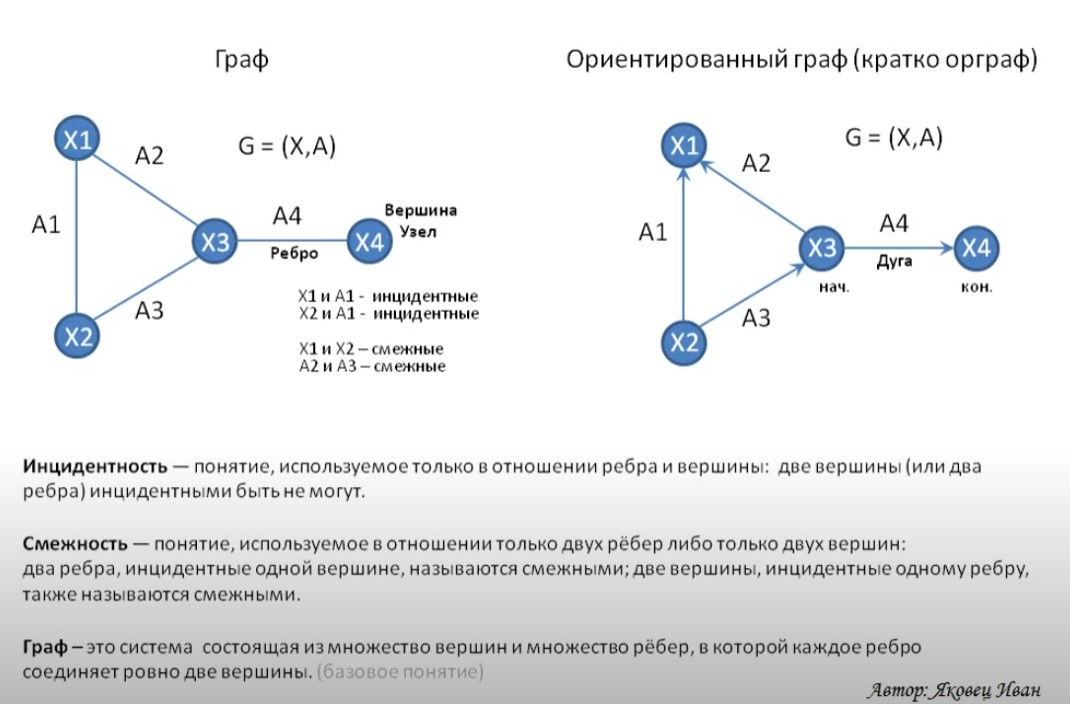 Граф
X1
A2
G = (X,A)
A1
X3
A4
Ребро
X4
Вершина
Узел
A3
X2
X1 и A1 - инцидентные
X2 и A1 - инцидентные
X1 и X2 – смежные
A2 и A3 – смежные
Ориентированный граф (кратко орграф)
X1
A2
G = (X,A)
A1
X3
нач.
A4
Дуга
X4
кон.
A3
X2
Инцидентность — понятие, используемое только в отношении ребра и вершины: две вершины (или два
ребра) инцидентными быть не могут.
Смежность — понятие, используемое в отношении только двух рёбер либо только двух вершин:
два ребра, инцидентные одной вершине, называются смежными; две вершины, инцидентные одному ребру,
также называются смежными.
Граф – это система состоящая из множество вершин и множество рёбер, в которой каждое ребро
соединяет ровно две вершины. (базовое понятие)
Автор: Яковец Иван